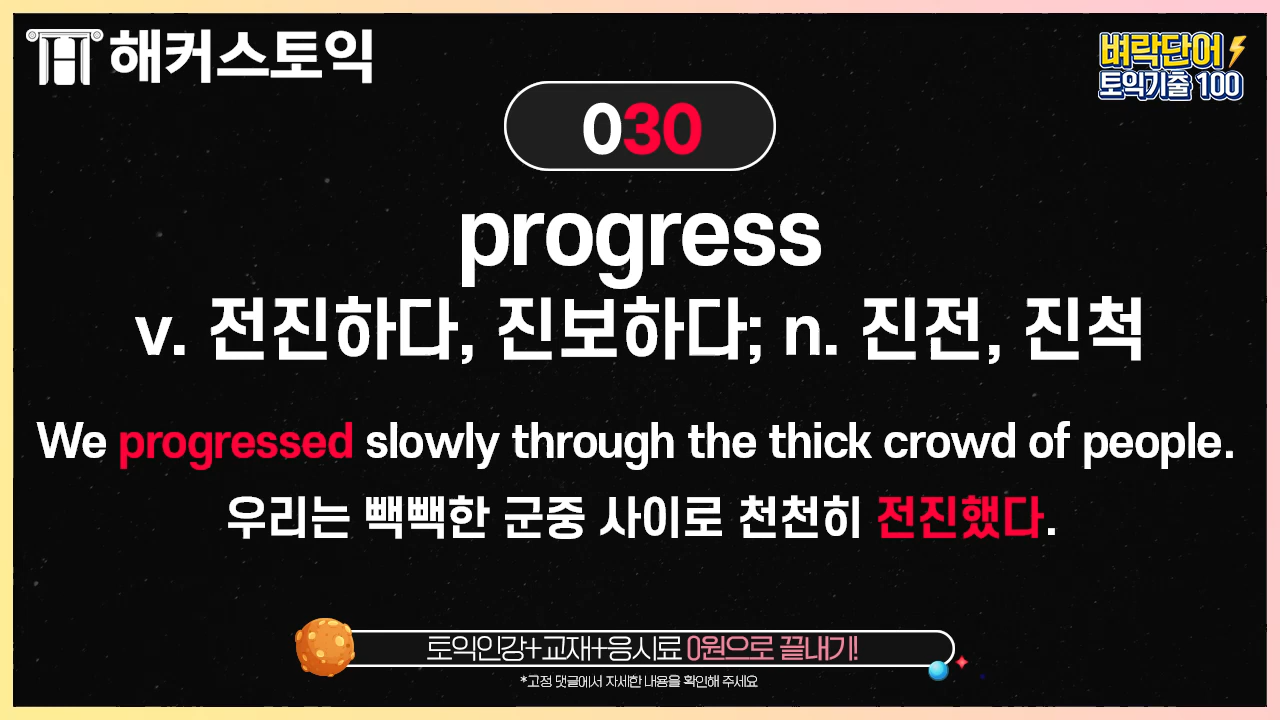 해커스토익
벼락단어
토익기출 100
030
progress
v. 전진하다, 진보하다; n. 진전, 진척
We progressed slowly through the thick crowd of people.
우리는 빽빽한 군중 사이로 천천히 전진했다.
토익인강+교재+응시료 0원으로 끝내기!
*고정 댓글에서 자세한 내용을 확인해 주세요